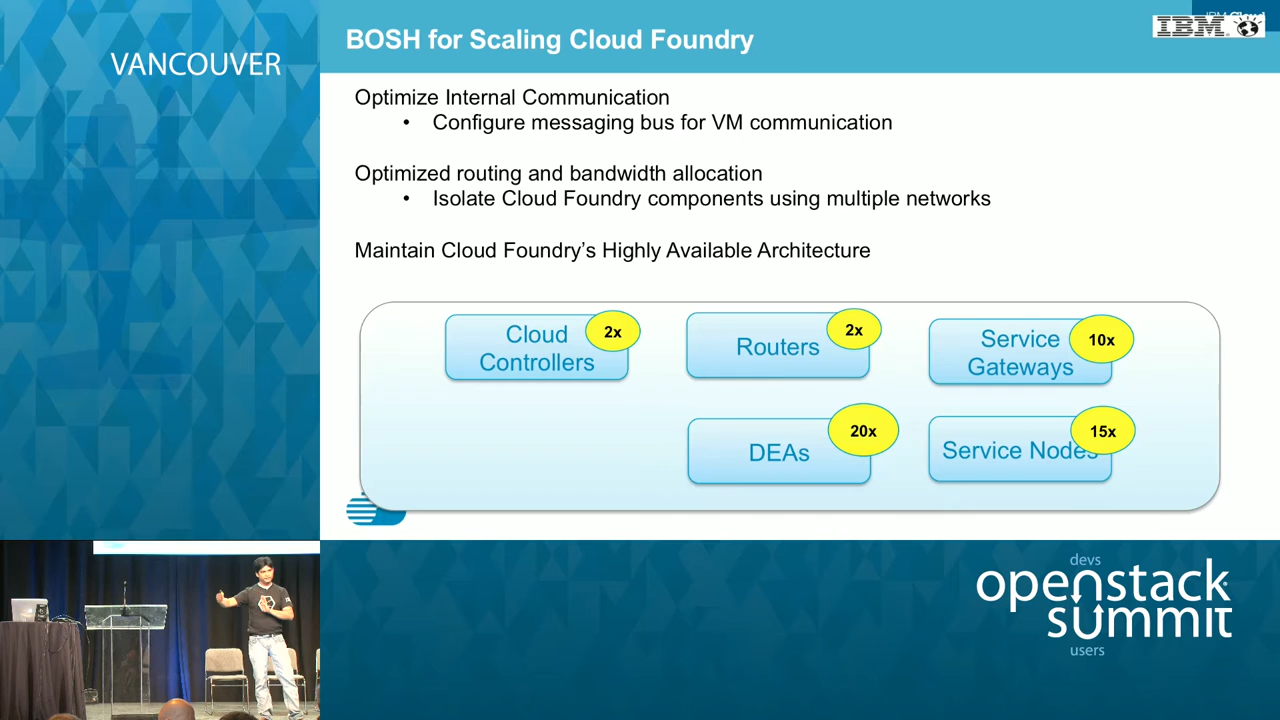 VANCOUVER
BOSH for Scaling Cloud Foundry
IBM Cloud
IBM
Optimize Internal Communication
• Configure messaging bus for VM communication
Optimized routing and bandwidth allocation
• Isolate Cloud Foundry components using multiple networks
Maintain Cloud Foundry’s Highly Available Architecture
Cloud
Controllers
2x
Routers
2x
Service
Gateways
10x
DEAs
20x
Service Nodes
15x
devs
openstack
summit
users